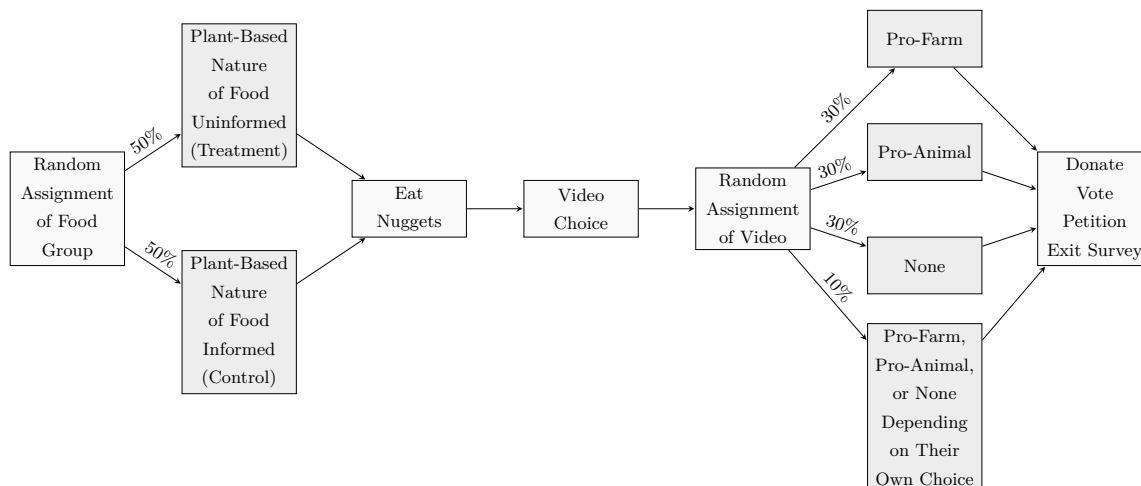 Random
Assignment
of Food
Group
50%
50%
Plant-Based
Nature
of Food
Uninformed
(Treatment)
Plant-Based
Nature
of Food
Informed
(Control)
Eat
Nuggets
Video
Choice
Random
Assignment
of Video
30%
30%
30%
10%
Pro-Farm
Pro-Animal
None
Pro-Farm,
Pro-Animal,
or None
Depending
on Their
Own Choice
Donate
Vote
Petition
Exit Survey